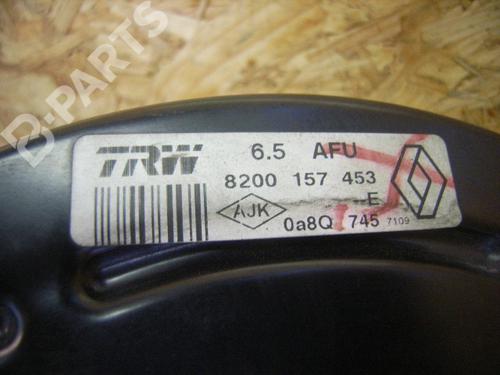 B-PARTS
TRW
6.5 AFU
8200 157 453
E
AJK
0a8Q 745 7109